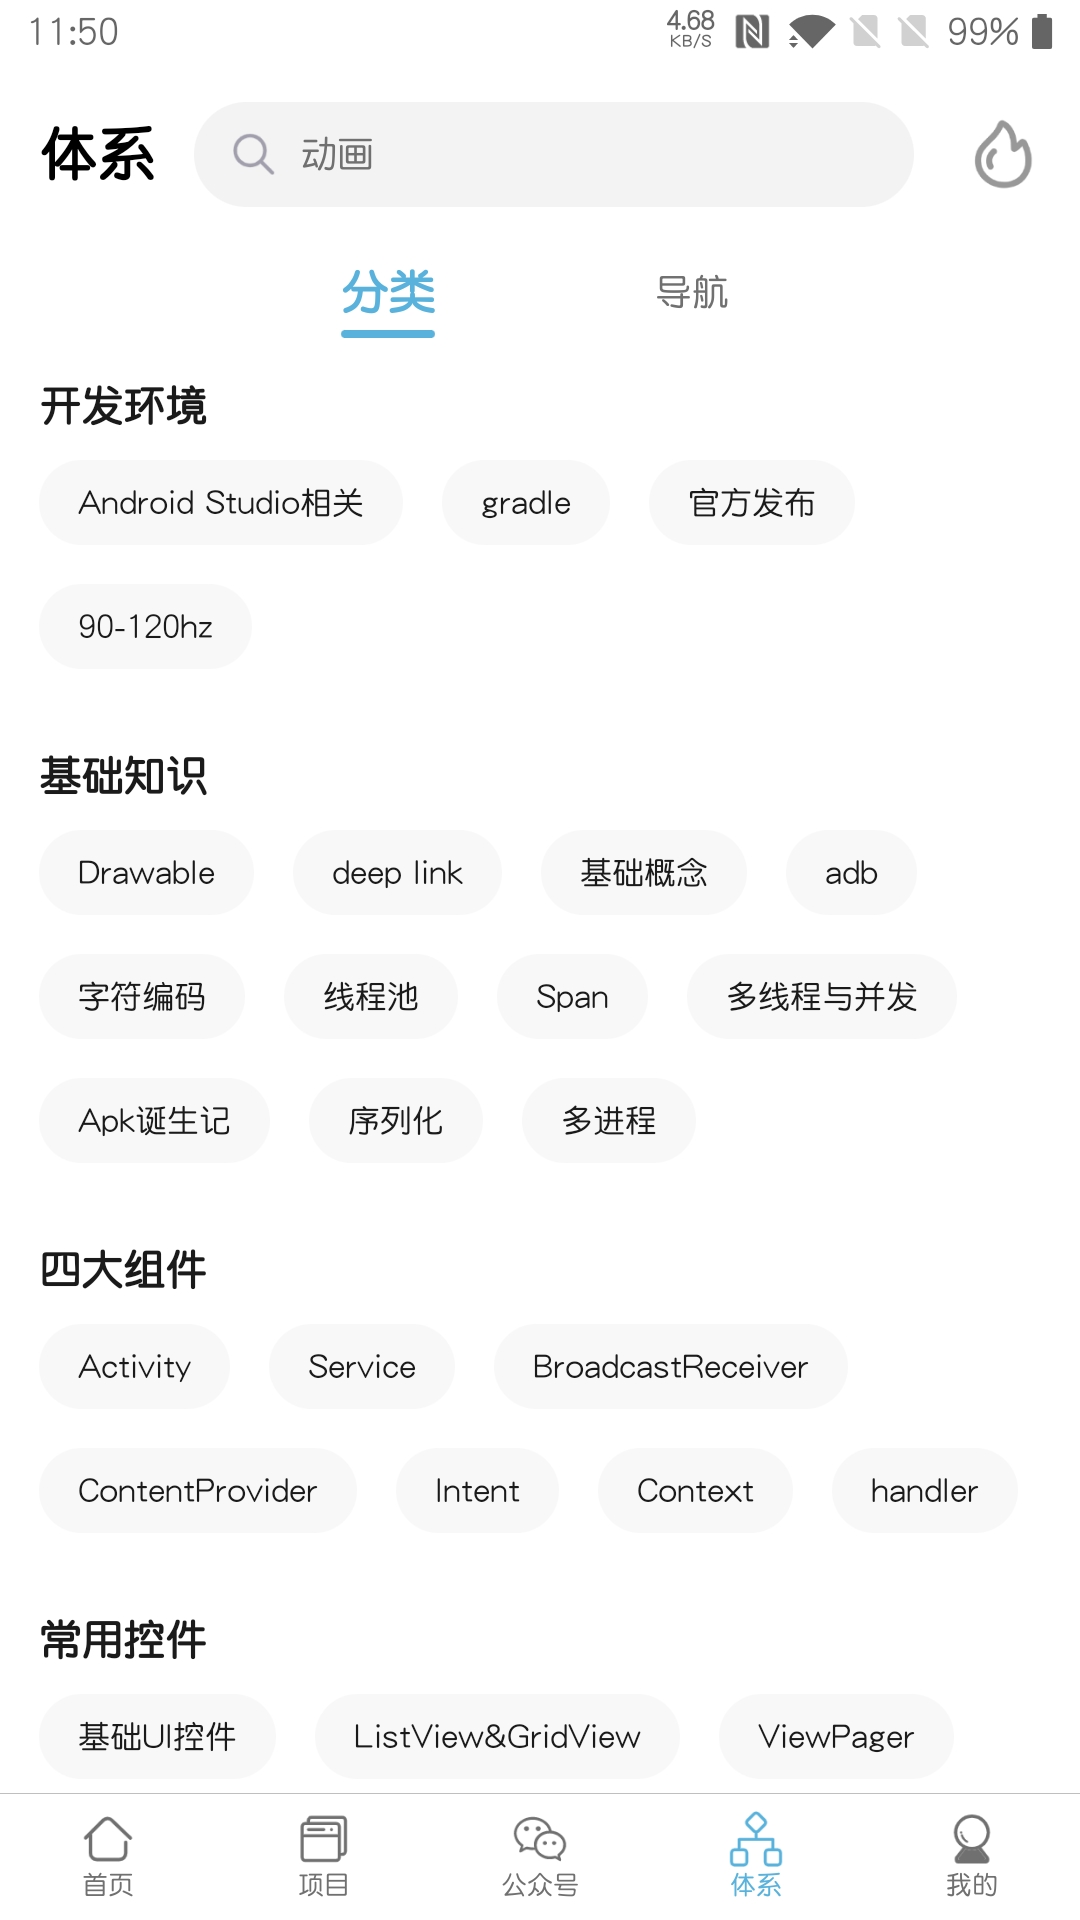 11:50 4.68 KB/S 99%
体系 动画
分类 导航
开发环境
Android Studio相关 gradle 官方发布
90-120hz
基础知识
Drawable deep link 基础概念 adb
字符编码 线程池 Span 多线程与并发
Apk诞生记 序列化 多进程
四大组件
Activity Service BroadcastReceiver
ContentProvider Intent Context handler
常用控件
基础UI控件 ListView&GridView ViewPager
首页 项目 公众号 体系 我的